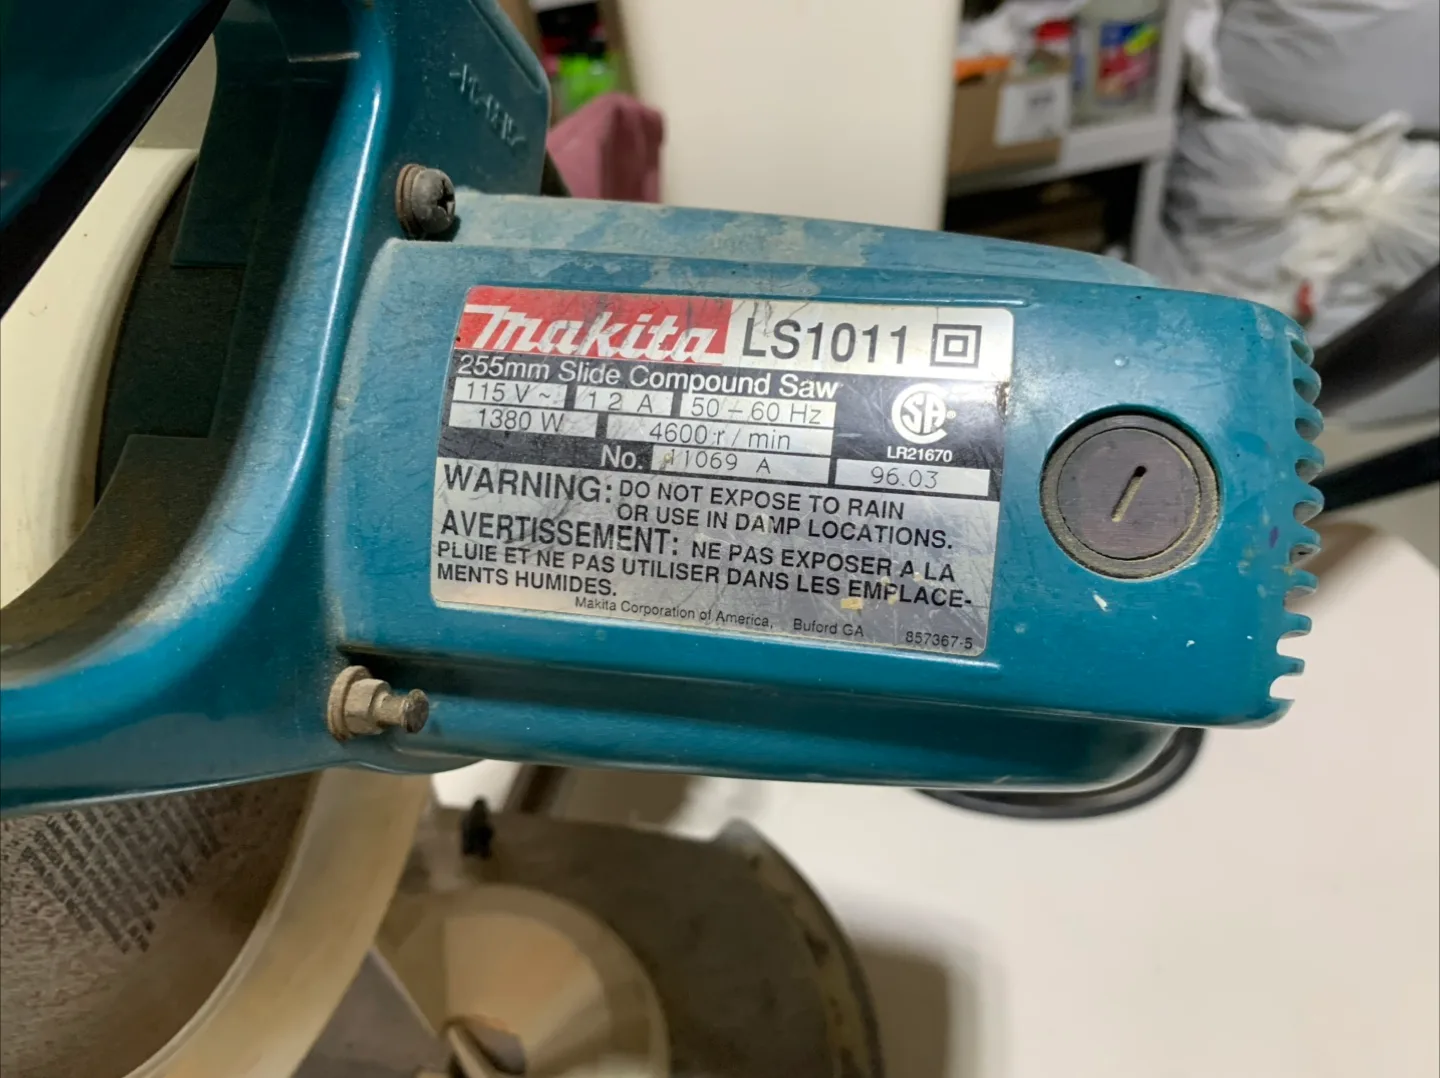 makita LS1011
255mm Slide Compound Saw
115 V ~ 12 A 50 – 60 Hz
1380 W 4600 r / min
LR21670
No. 11069 A 96.03
WARNING: DO NOT EXPOSE TO RAIN
OR USE IN DAMP LOCATIONS.
AVERTISSEMENT: NE PAS EXPOSER A LA
PLUIE ET NE PAS UTILISER DANS LES EMPLACE-
MENTS HUMIDES.
Makita Corporation of America, Buford GA 857367-5